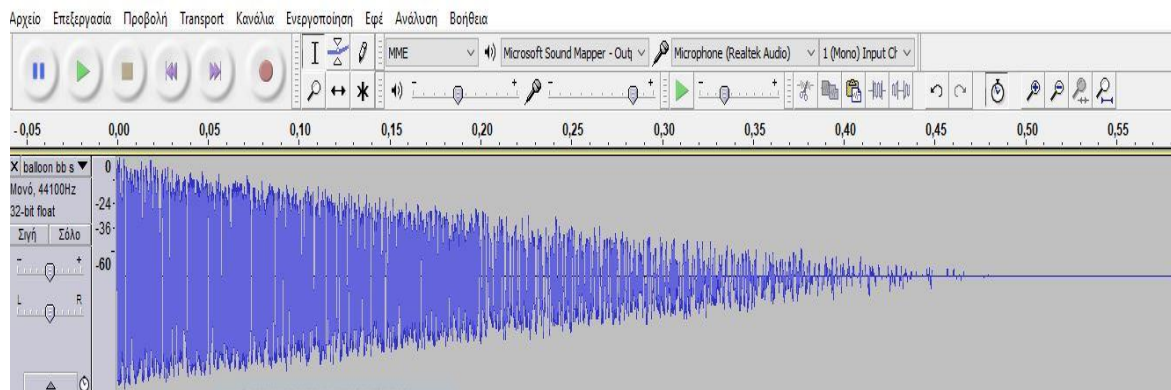 Αρχείο Επεξεργασία Προβολή Transport Κανάλια Ενεργοποίηση Εφέ Ανάλυση Βοήθεια
MME Microsoft Sound Mapper - Outp Microphone (Realtek Audio) 1 (Mono) Input Ch
- + - + - +
- 0,05 0,00 0,05 0,10 0,15 0,20 0,25 0,30 0,35 0,40 0,45 0,50 0,55
X balloon bb s 0
Μονό, 44100Hz
32-bit float -24
Σιγή Σόλο -36
- + -60
L R